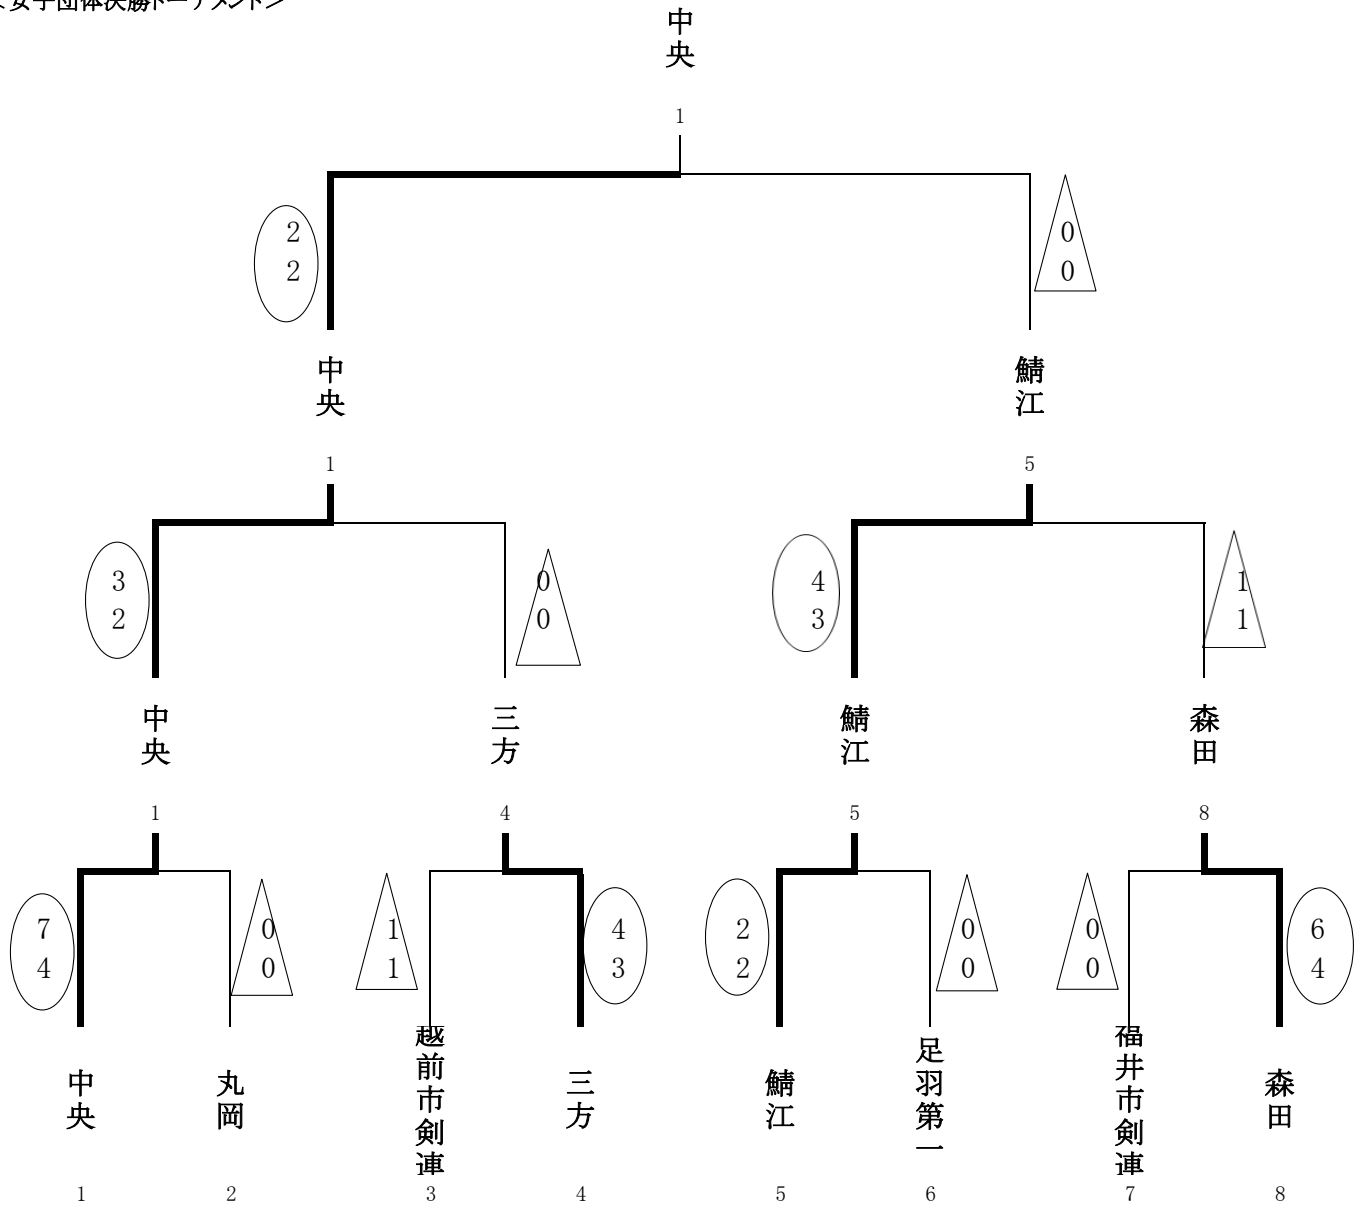 女子団体決勝トーナメント＞
中央
1
2 0
2 0
中央 鯖江
1 5
3 0 4 1
2 0 3 1
中央 三方 鯖江 森田
1 4 5 8
7 0 1 4 2 0 0 6
4 0 1 3 2 0 0 4
中央 丸岡 越前市剣連 三方 鯖江 足羽第一 福井市剣連 森田
1 2 3 4 5 6 7 8